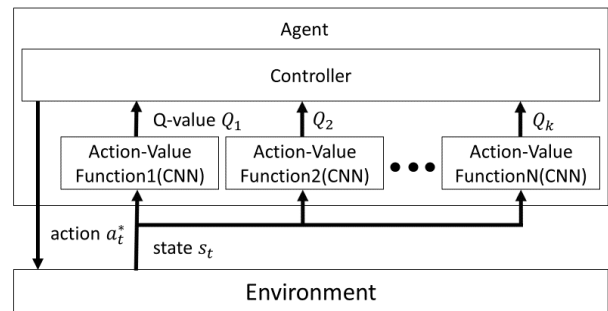 Agent
Controller
Q-value Q₁
Q₂
Qₖ
Action-Value
Function1(CNN)
Action-Value
Function2(CNN)
Action-Value
FunctionN(CNN)
action aₜ*
state sₜ
Environment